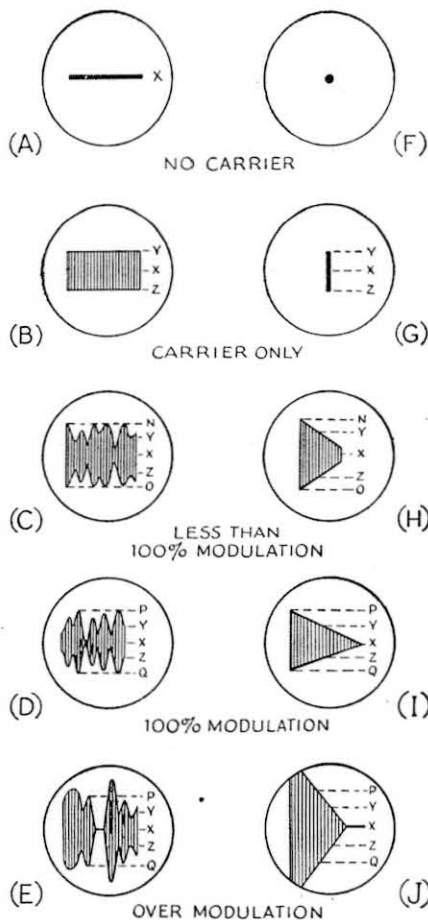 X
(A) (F)
NO CARRIER
Y Y
X X
Z Z
(B) (G)
CARRIER ONLY
N N
Y Y
X X
Z Z
O O
(C) (H)
LESS THAN
100% MODULATION
P P
Y Y
X X
Z Z
Q Q
(D) (I)
100% MODULATION
P P
Y Y
X X
Z Z
Q Q
(E) (J)
OVER MODULATION